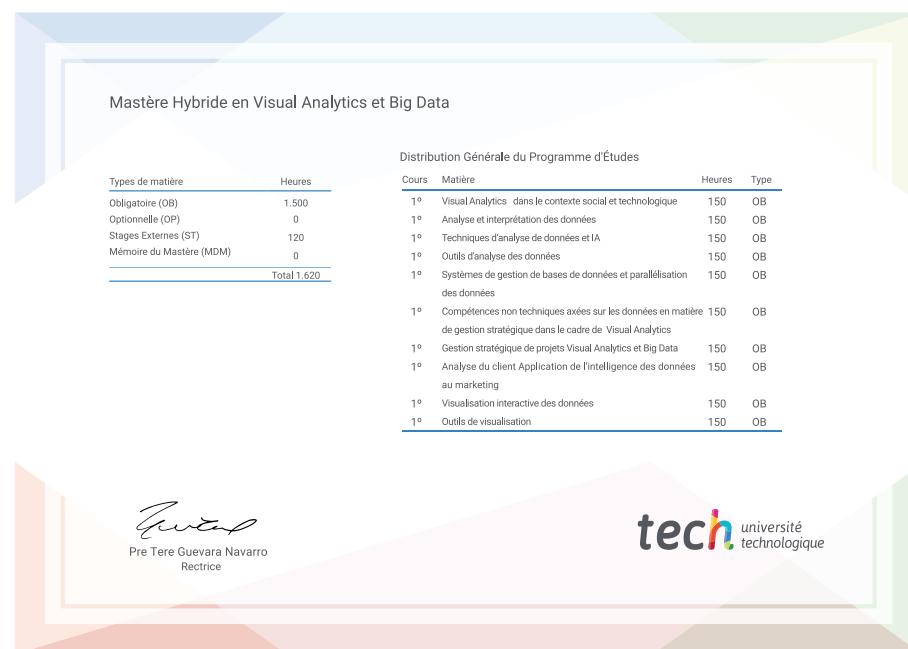 Mastère Hybride en Visual Analytics et Big Data
Types de matière Heures
Obligatoire (OB) 1.500
Optionnelle (OP) 0
Stages Externes (ST) 120
Mémoire du Mastère (MDM) 0
Total 1.620
Distribution Générale du Programme d'Études
Cours Matière Heures Type
1º Visual Analytics dans le contexte social et technologique 150 OB
1º Analyse et interprétation des données 150 OB
1º Techniques d'analyse de données et IA 150 OB
1º Outils d'analyse des données 150 OB
1º Systèmes de gestion de bases de données et parallélisation 150 OB
des données
1º Compétences non techniques axées sur les données en matière 150 OB
de gestion stratégique dans le cadre de Visual Analytics
1º Gestion stratégique de projets Visual Analytics et Big Data 150 OB
1º Analyse du client Application de l'intelligence des données 150 OB
au marketing
1º Visualisation interactive des données 150 OB
1º Outils de visualisation 150 OB
Pre Tere Guevara Navarro
Rectrice
tech université
technologique